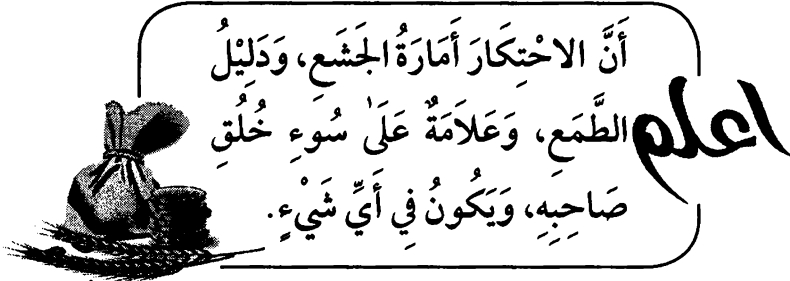 اعلم
أَنَّ الاحْتِكَارَ أَمَارَةُ الجَشَعِ، وَدَلِيْلُ
الطَّمَعِ، وَعَلَامَةٌ عَلَىٰ سُوءِ خُلُقِ
صَاحِبِهِ، وَيَكُونُ فِي أَيِّ شَيْءٍ.